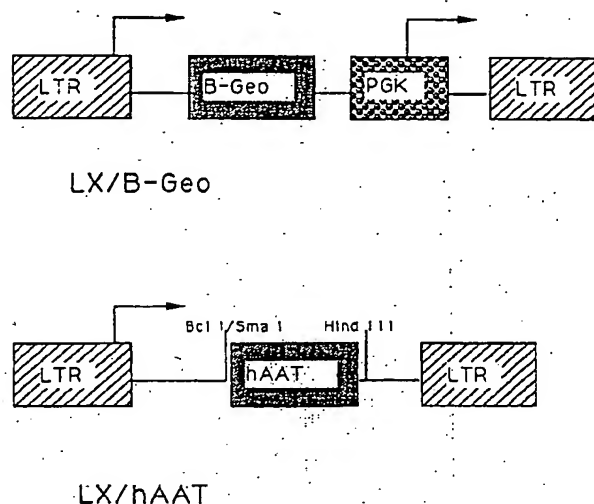 LTR B-Geo PGK LTR
LX/B-Geo
Bcl I/Sma I Hind III
LTR hAAT LTR
LX/hAAT